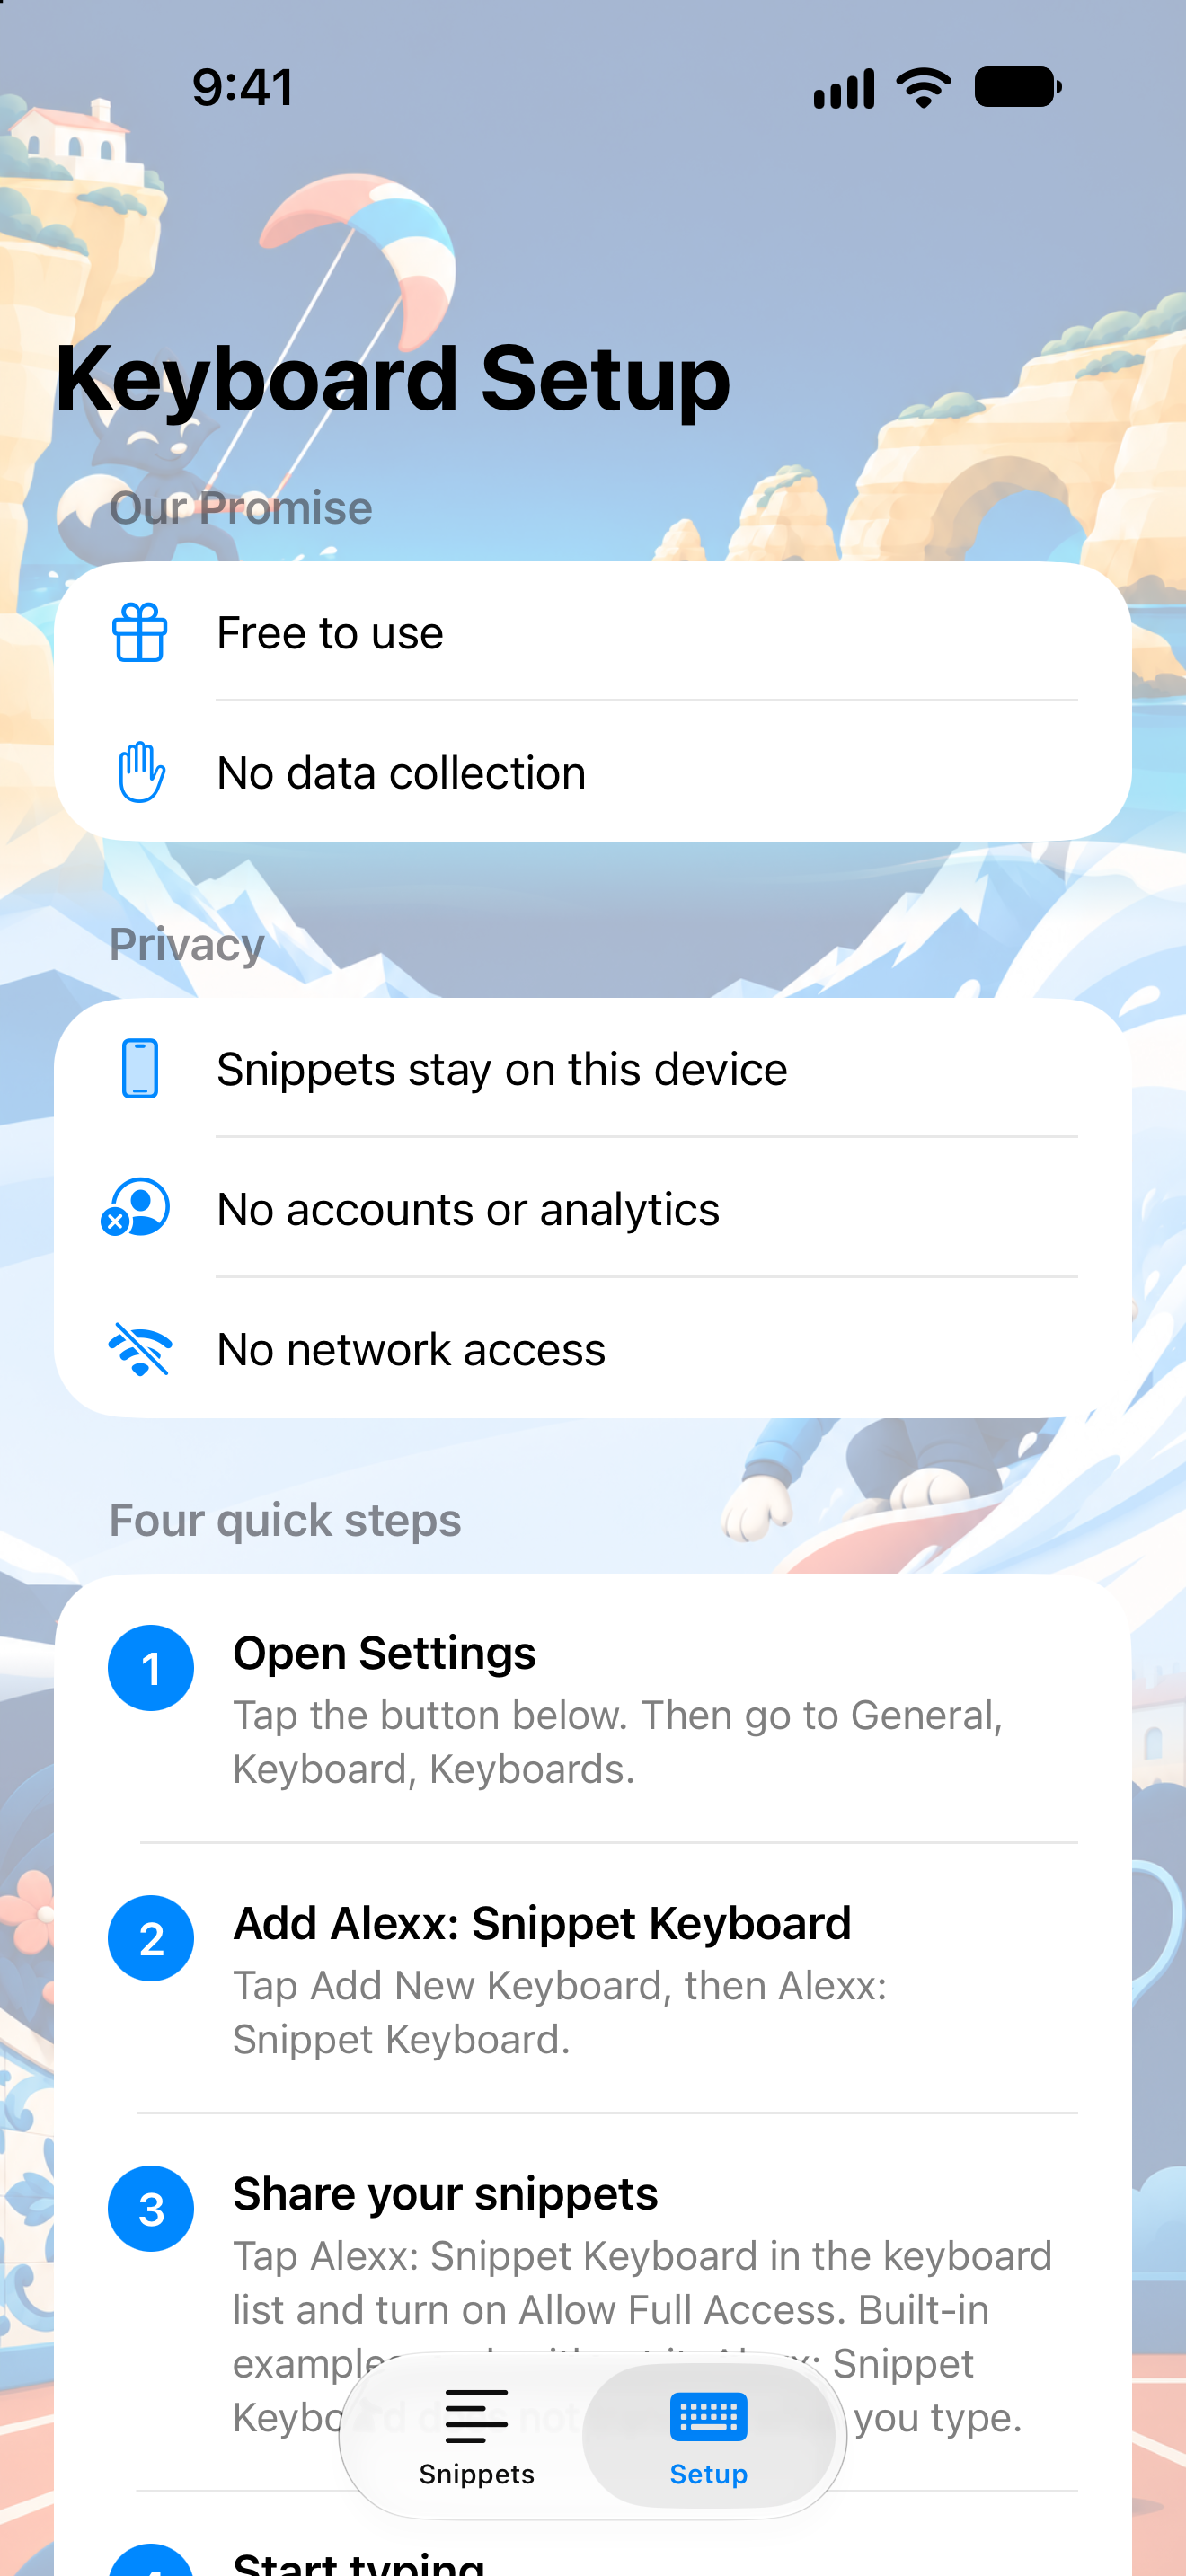 9:41
Keyboard Setup
Our Promise
Free to use
No data collection
Privacy
Snippets stay on this device
No accounts or analytics
No network access
Four quick steps
1
Open Settings
Tap the button below. Then go to General,
Keyboard, Keyboards.
2
Add Alexx: Snippet Keyboard
Tap Add New Keyboard, then Alexx:
Snippet Keyboard.
3
Share your snippets
Tap Alexx: Snippet Keyboard in the keyboard
list and turn on Allow Full Access. Built-in
Snippet
you type.
Snippets
Setup
Start typing